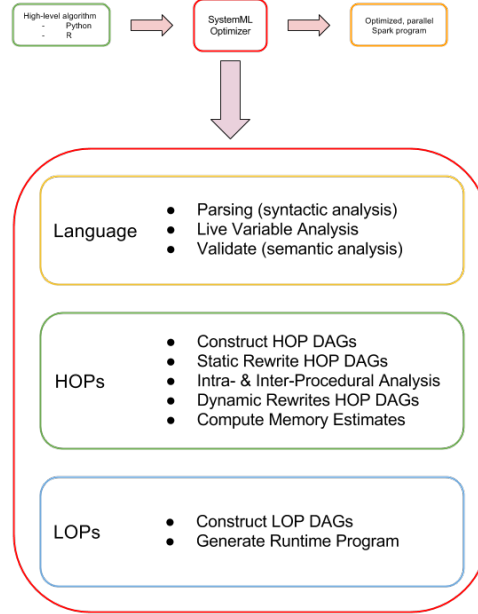 High-level algorithm
- Python
- R
SystemML
Optimizer
Optimized, parallel
Spark program
Language
● Parsing (syntactic analysis)
● Live Variable Analysis
● Validate (semantic analysis)
HOPs
● Construct HOP DAGs
● Static Rewrite HOP DAGs
● Intra- & Inter-Procedural Analysis
● Dynamic Rewrites HOP DAGs
● Compute Memory Estimates
LOPs
● Construct LOP DAGs
● Generate Runtime Program